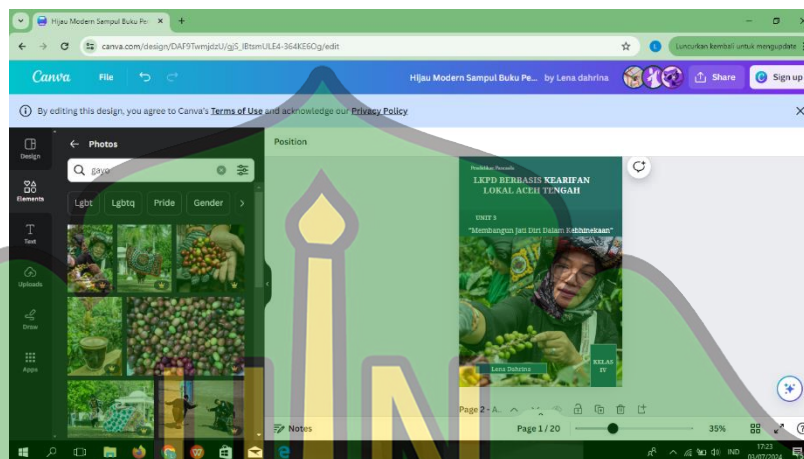 Hijau Modern Sampul Buku Pe
canva.com/design/DAF9TwmjdzU/gjS_IBtsmULE4-364KE6Og/edit
Luncurkan kembali untuk mengupdate
Canva
File
Hijau Modern Sampul Buku Pe... by Lena dahrina
Share
Sign up
By editing this design, you agree to Canva's Terms of Use and acknowledge our Privacy Policy
Design
Elements
Text
Uploads
Draw
Apps
Photos
gayo
Lgbt
Lgbtq
Pride
Gender
Position
Pendidikan Pancasila
LKPD BERBASIS KEARIFAN
LOKAL ACEH TENGAH
UNIT 3
"Membangun Jati Diri Dalam Kebhinekaan"
Lena Dahrina
KELAS
IV
Page 2 - A...
Notes
Page 1 / 20
35%
IND
17:23
03/07/2024